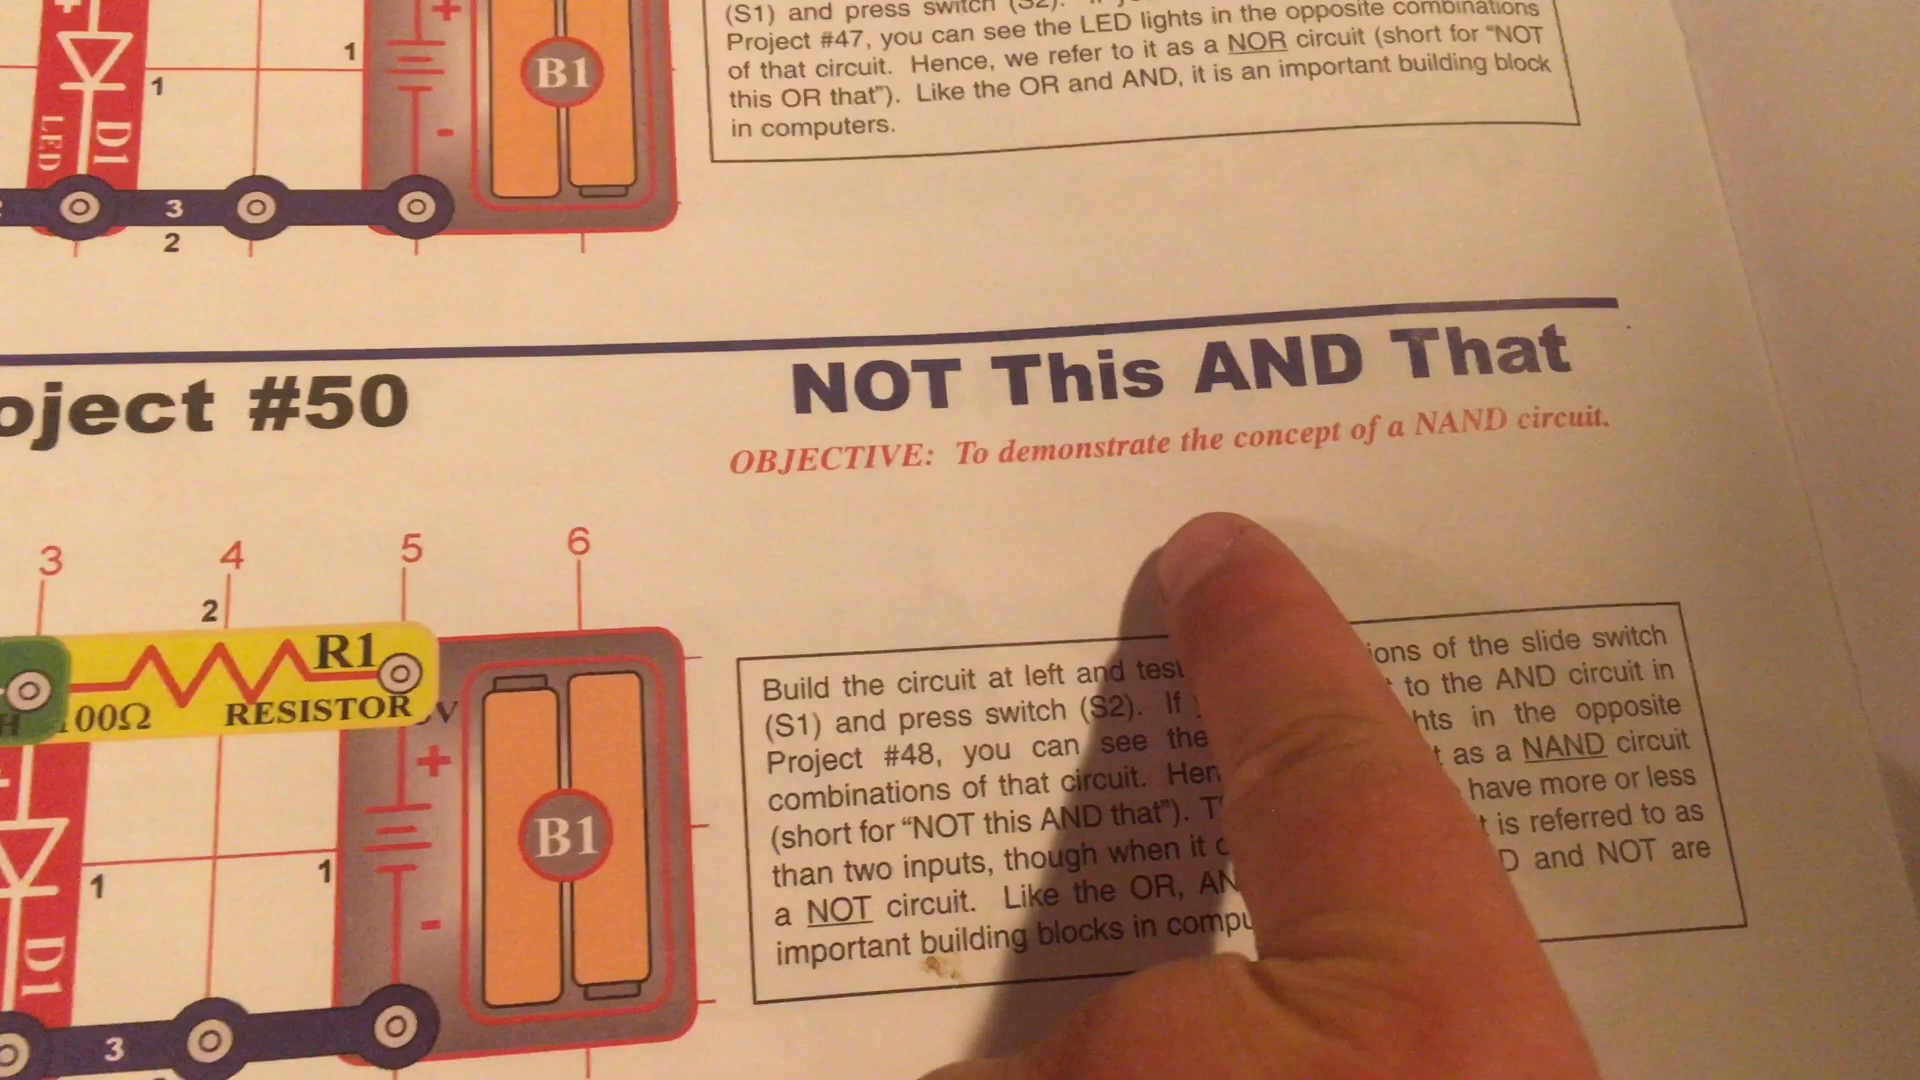 (S1) and press switch (S2).
Project #47, you can see the LED lights in the opposite combinations
of that circuit. Hence, we refer to it as a NOR circuit (short for “NOT
this OR that”). Like the OR and AND, it is an important building block
in computers.
+
1
B1
1
-
LED
D1
3
2
NOT This AND That
oject #50
OBJECTIVE: To demonstrate the concept of a NAND circuit.
3
4
5
6
2
R1
100Ω
RESISTOR
V
H
+
+
B1
1
1
-
D1
3
Build the circuit at left and test ions of the slide switch
(S1) and press switch (S2). If to the AND circuit in
Project #48, you can see the hts in the opposite
combinations of that circuit. Hen t as a NAND circuit
(short for “NOT this AND that”). T have more or less
than two inputs, though when it is referred to as
a NOT circuit. Like the OR, AN D and NOT are
important building blocks in compu